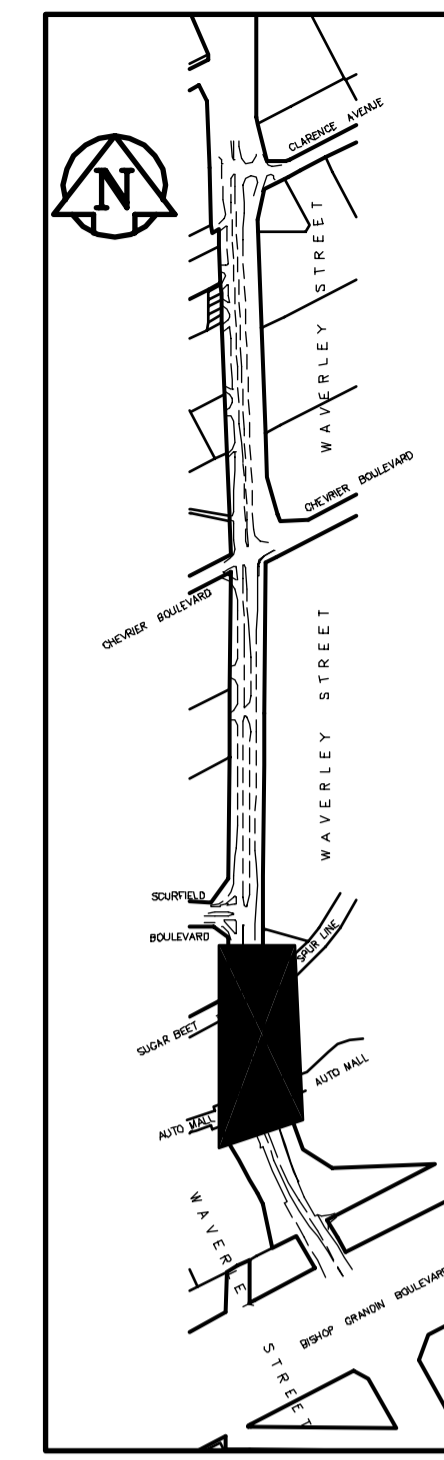 N
CLARENCE AVENUE
WAVERLEY STREET
CHEVRIER BOULEVARD
CHEVRIER BOULEVARD
WAVERLEY STREET
SCURFIELD
BOULEVARD
SPUR LINE
SUGAR BEET
AUTO MALL
AUTO MALL
WAVERLEY STREET
BISHOP GRANDIN BOULEVARD